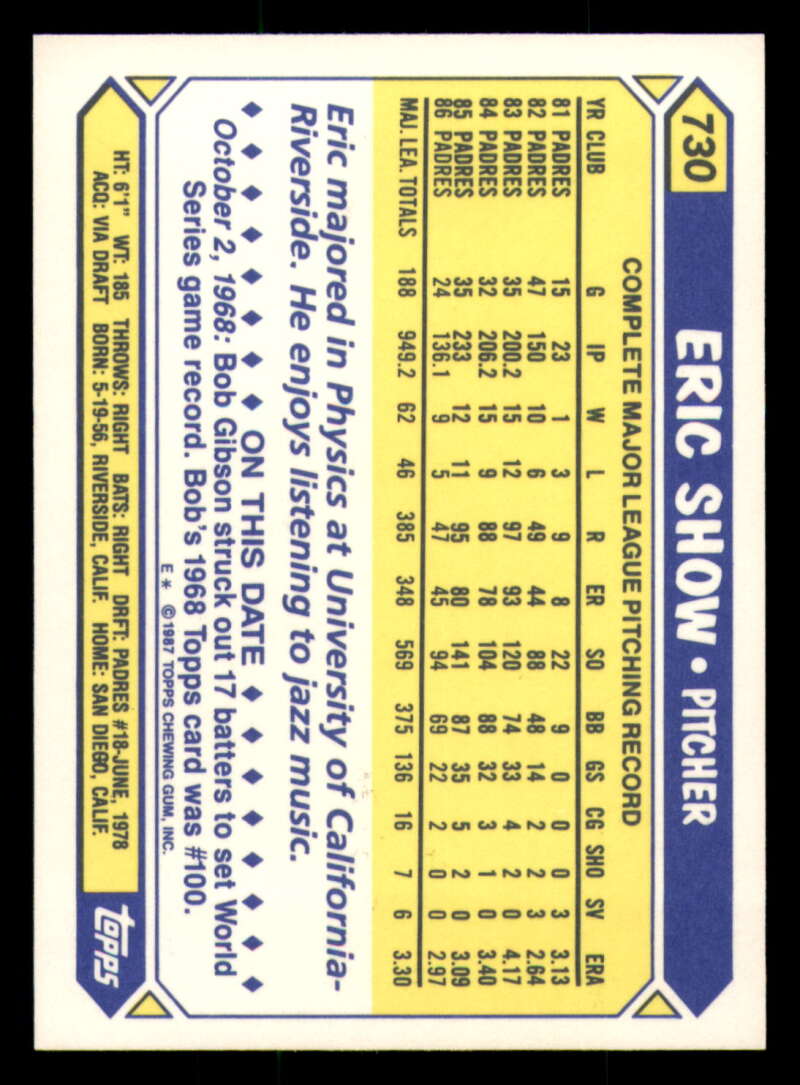 730 ERIC SHOW • PITCHER
COMPLETE MAJOR LEAGUE PITCHING RECORD
YR CLUB G IP W L R ER SO BB GS CG SHO SV ERA
81 PADRES 15 23 1 3 9 8 22 9 0 0 0 3 3.13
82 PADRES 47 150 10 6 49 44 88 48 14 2 2 3 2.64
83 PADRES 35 200.2 15 12 97 93 120 74 33 4 2 0 4.17
84 PADRES 32 206.2 15 9 88 78 104 88 32 3 1 0 3.40
85 PADRES 35 233 12 11 95 80 141 87 35 5 2 0 3.09
86 PADRES 24 136.1 9 5 47 45 94 69 22 2 0 0 2.97
MAJ. LEA. TOTALS 188 949.2 62 46 385 348 569 375 136 16 7 6 3.30
Eric majored in Physics at University of California-
Riverside. He enjoys listening to jazz music.
ON THIS DATE
October 2, 1968: Bob Gibson struck out 17 batters to set World
Series game record. Bob's 1968 Topps card was #100.
E* ©1987 TOPPS CHEWING GUM, INC.
HT: 6'1" WT: 185 THROWS: RIGHT BATS: RIGHT DRFT: PADRES #18-JUNE, 1978
ACQ: VIA DRAFT BORN: 5-19-56, RIVERSIDE, CALIF. HOME: SAN DIEGO, CALIF.
topps